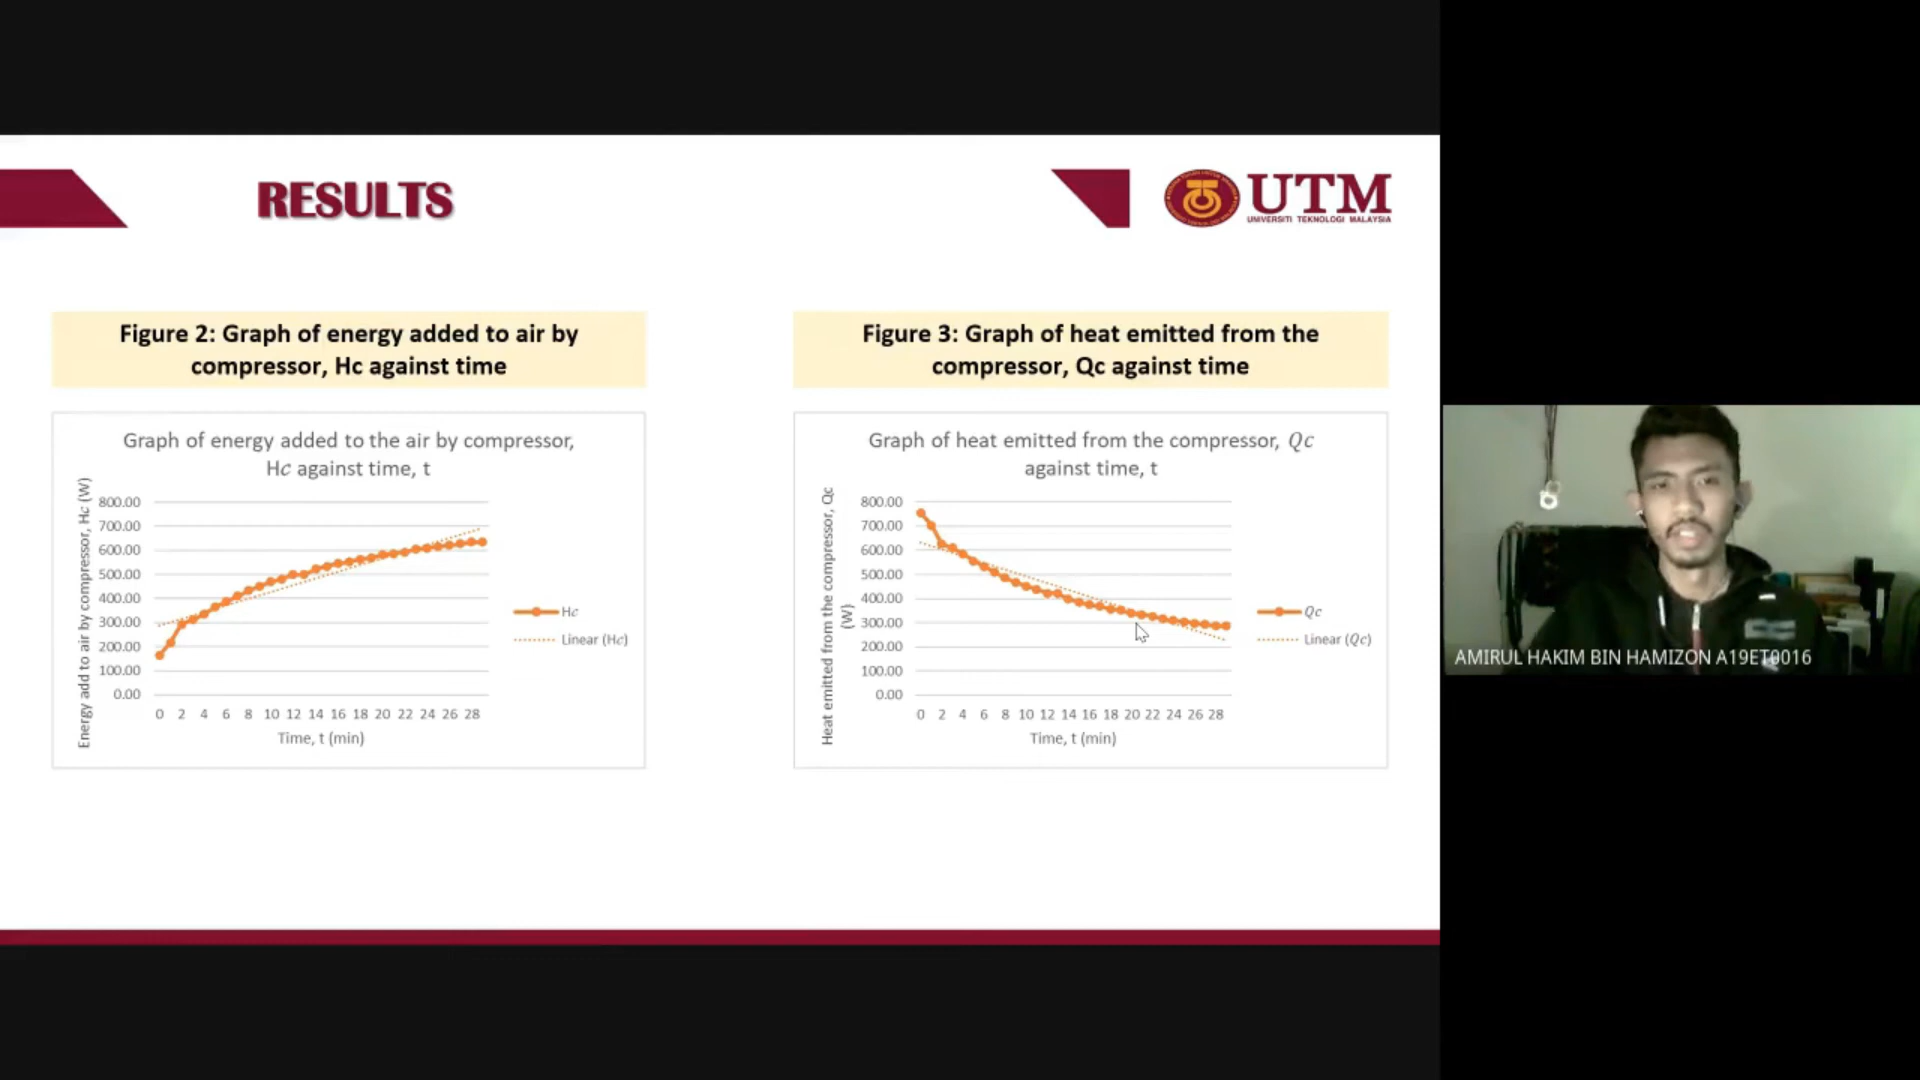 RESULTS
UTM
UNIVERSITI TEKNOLOGI MALAYSIA
Figure 2: Graph of energy added to air by
compressor, Hc against time
Graph of energy added to the air by compressor,
Hc against time, t
Energy add to air by compressor, Hc (W)
800.00
700.00
600.00
500.00
400.00
300.00
200.00
100.00
0.00
0 2 4 6 8 10 12 14 16 18 20 22 24 26 28
Time, t (min)
Hc
Linear (Hc)
Figure 3: Graph of heat emitted from the
compressor, Qc against time
Graph of heat emitted from the compressor, Qc
against time, t
Heat emitted from the compressor, Qc
(W)
800.00
700.00
600.00
500.00
400.00
300.00
200.00
100.00
0.00
0 2 4 6 8 10 12 14 16 18 20 22 24 26 28
Time, t (min)
Qc
Linear (Qc)
AMIRUL HAKIM BIN HAMIZON A19ET0016